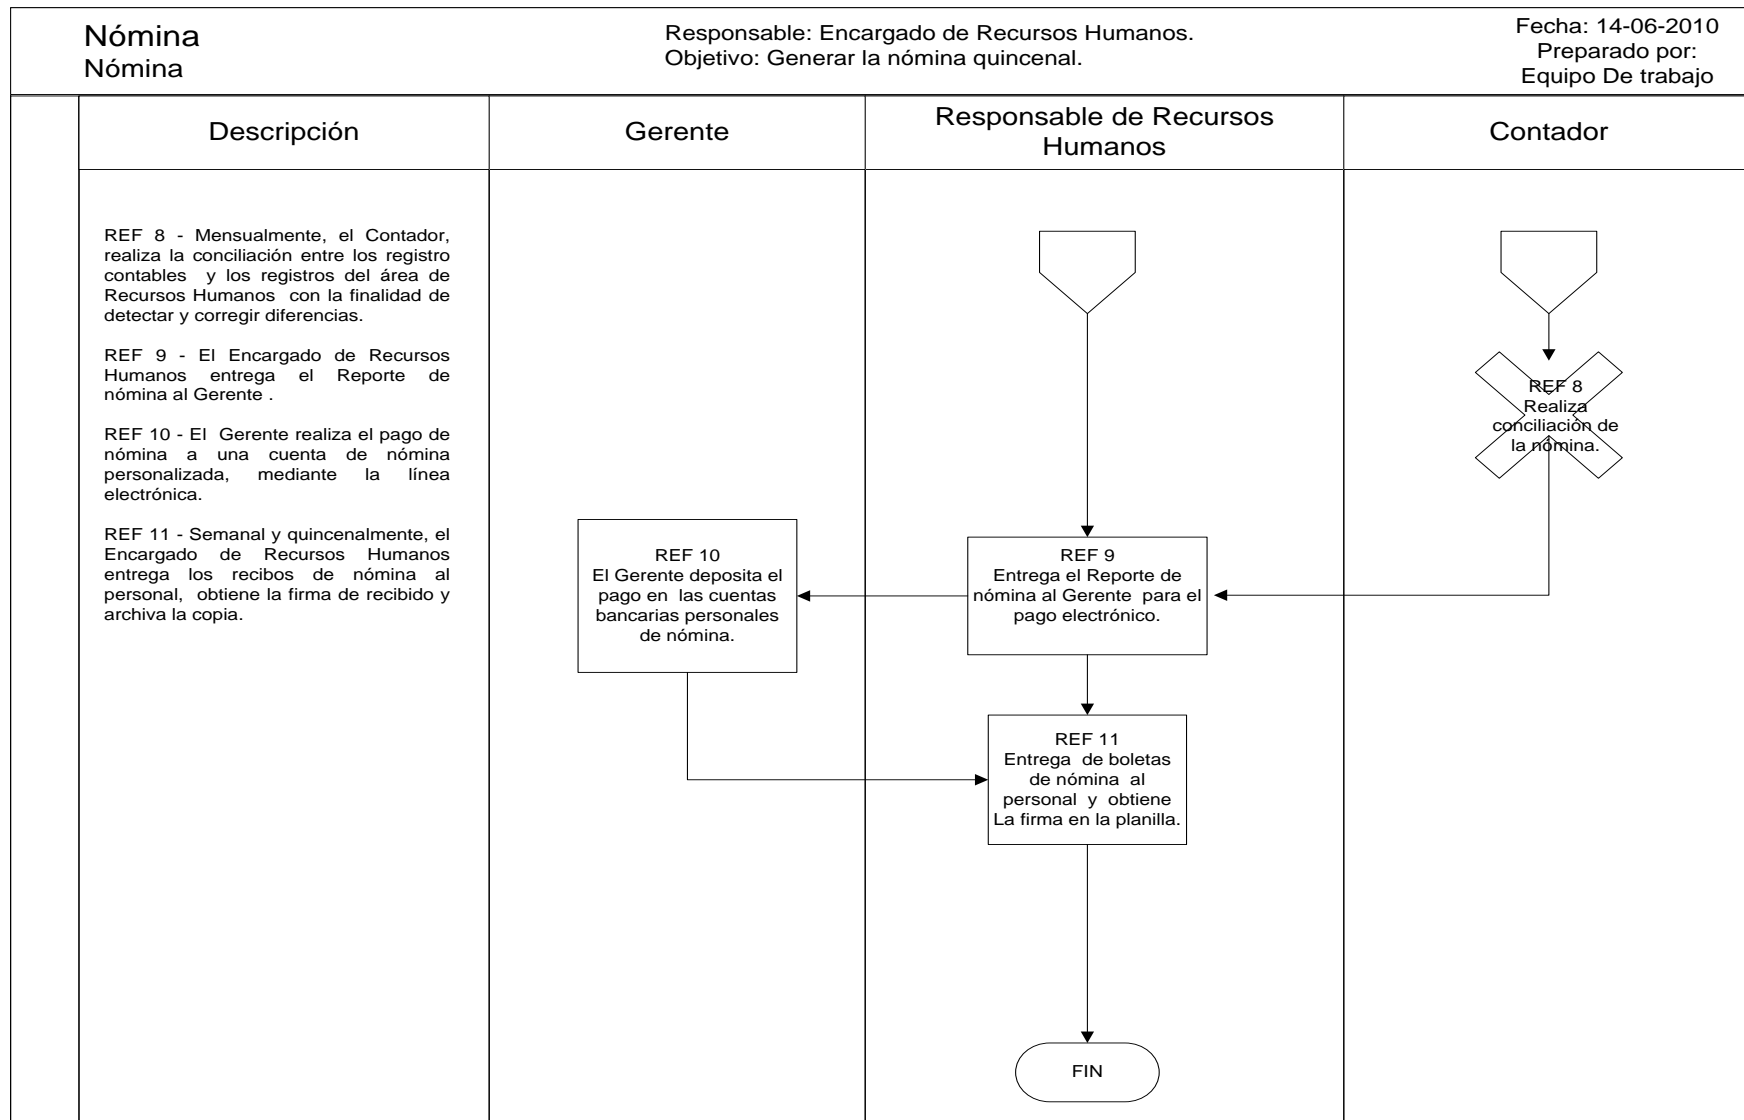 Nómina
Nómina
Responsable: Encargado de Recursos Humanos.
Objetivo: Generar la nómina quincenal.
Fecha: 14-06-2010
Preparado por:
Equipo De trabajo
Descripción
Gerente
Responsable de Recursos
Humanos
Contador
REF 8 - Mensualmente, el Contador,
realiza la conciliación entre los registro
contables y los registros del área de
Recursos Humanos con la finalidad de
detectar y corregir diferencias.
REF 9 - El Encargado de Recursos
Humanos entrega el Reporte de
nómina al Gerente .
REF 10 - El Gerente realiza el pago de
nómina a una cuenta de nómina
personalizada, mediante la línea
electrónica.
REF 11 - Semanal y quincenalmente, el
Encargado de Recursos Humanos
entrega los recibos de nómina al
personal, obtiene la firma de recibido y
archiva la copia.
REF 8
Realiza
conciliación de
la nómina.
REF 10
El Gerente deposita el
pago en las cuentas
bancarias personales
de nómina.
REF 9
Entrega el Reporte de
nómina al Gerente para el
pago electrónico.
REF 11
Entrega de boletas
de nómina al
personal y obtiene
La firma en la planilla.
FIN